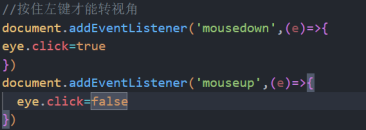 //按住左键才能转视角
document.addEventListener('mousedown',(e)=>{
eye.click=true
})
document.addEventListener('mouseup',(e)=>{
  eye.click=false
})